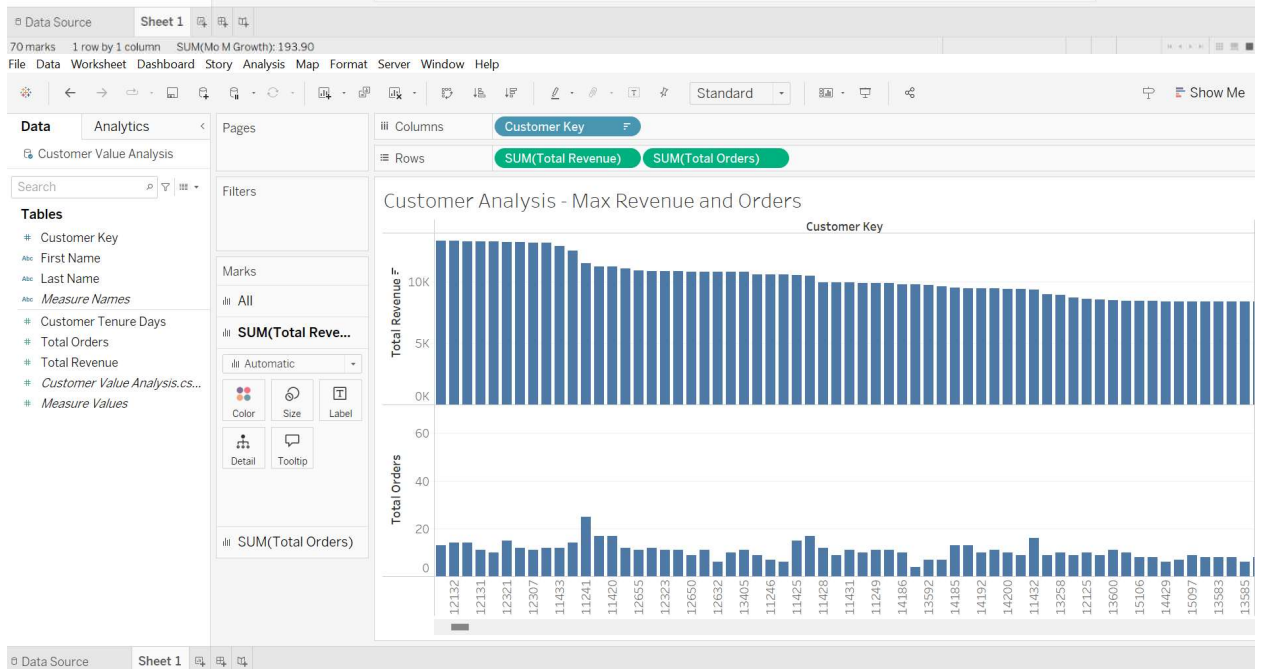 Data Source Sheet 1
70 marks 1 row by 1 column SUM(Mo M Growth): 193.90
File Data Worksheet Dashboard Story Analysis Map Format Server Window Help
Standard Show Me
Data Analytics
Customer Value Analysis
Search
Tables
# Customer Key
Abc First Name
Abc Last Name
Abc Measure Names
# Customer Tenure Days
# Total Orders
# Total Revenue
# Customer Value Analysis.cs...
# Measure Values
Pages
Filters
Marks
All
SUM(Total Reve...
Automatic
Color Size Label
Detail Tooltip
SUM(Total Orders)
Columns Customer Key
Rows SUM(Total Revenue) SUM(Total Orders)
Customer Analysis - Max Revenue and Orders
Customer Key
Total Revenue
10K
5K
0K
Total Orders
60
40
20
0
12132 12131 12321 12307 11433 11241 11420 12655 12323 12650 12632 13405 11246 11425 11428 11431 11249 14186 13592 14185 14192 14200 11432 13258 12125 13600 15106 14429 15097 13583 13585
Data Source Sheet 1